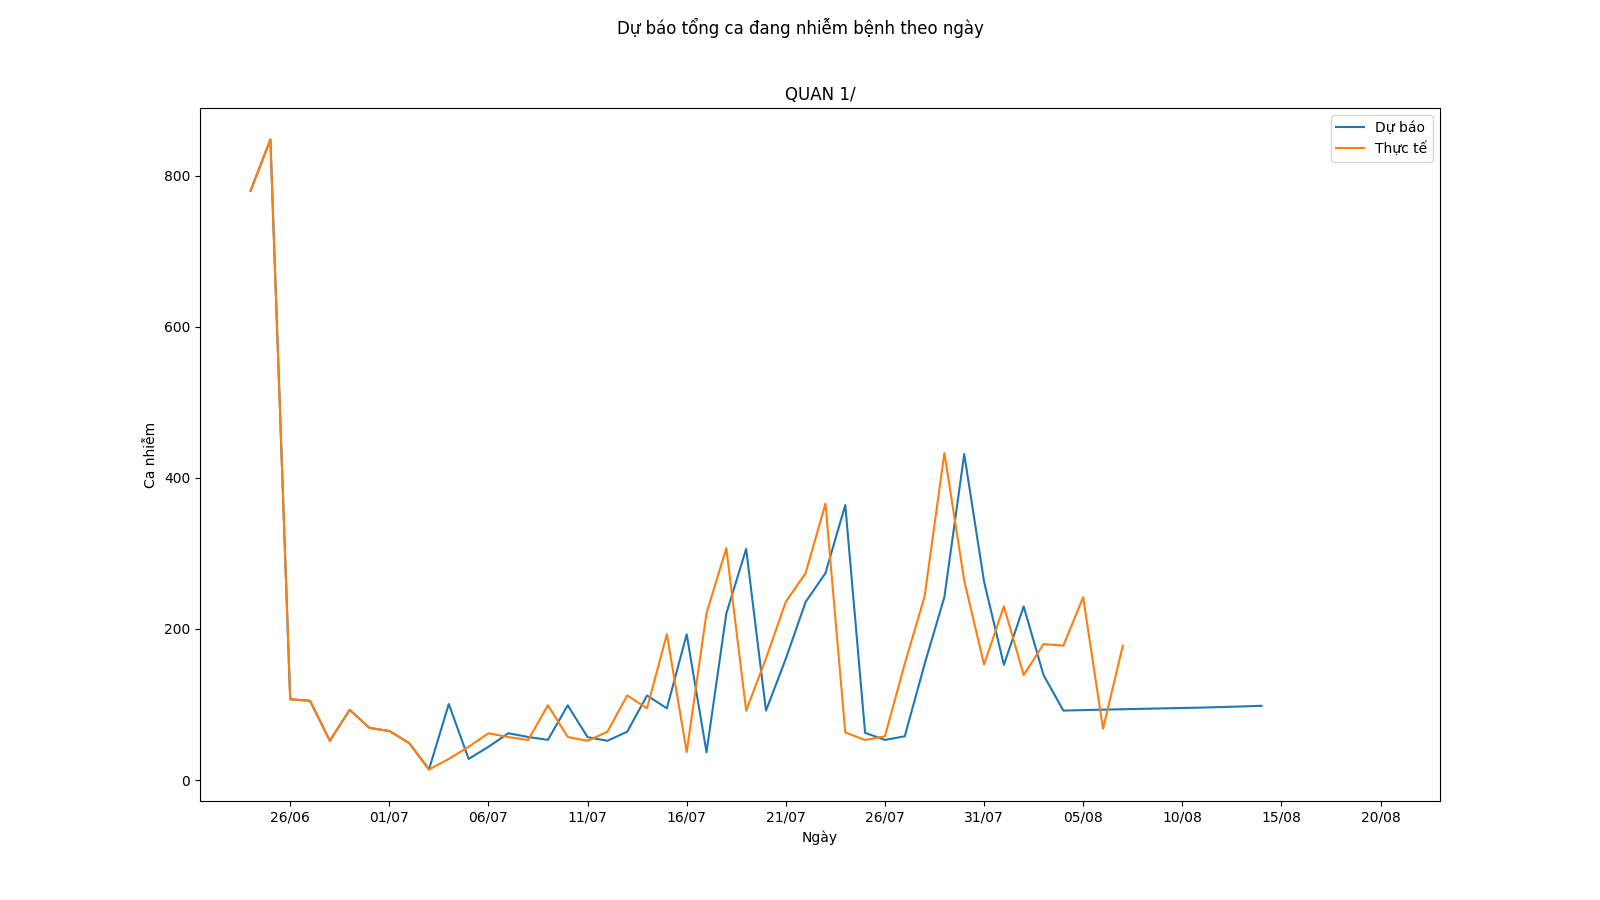 Dự báo tổng ca đang nhiễm bệnh theo ngày
QUAN 1/
Dự báo
Thực tế
800
600
400
200
0
Ca nhiễm
26/06 01/07 06/07 11/07 16/07 21/07 26/07 31/07 05/08 10/08 15/08 20/08
Ngày